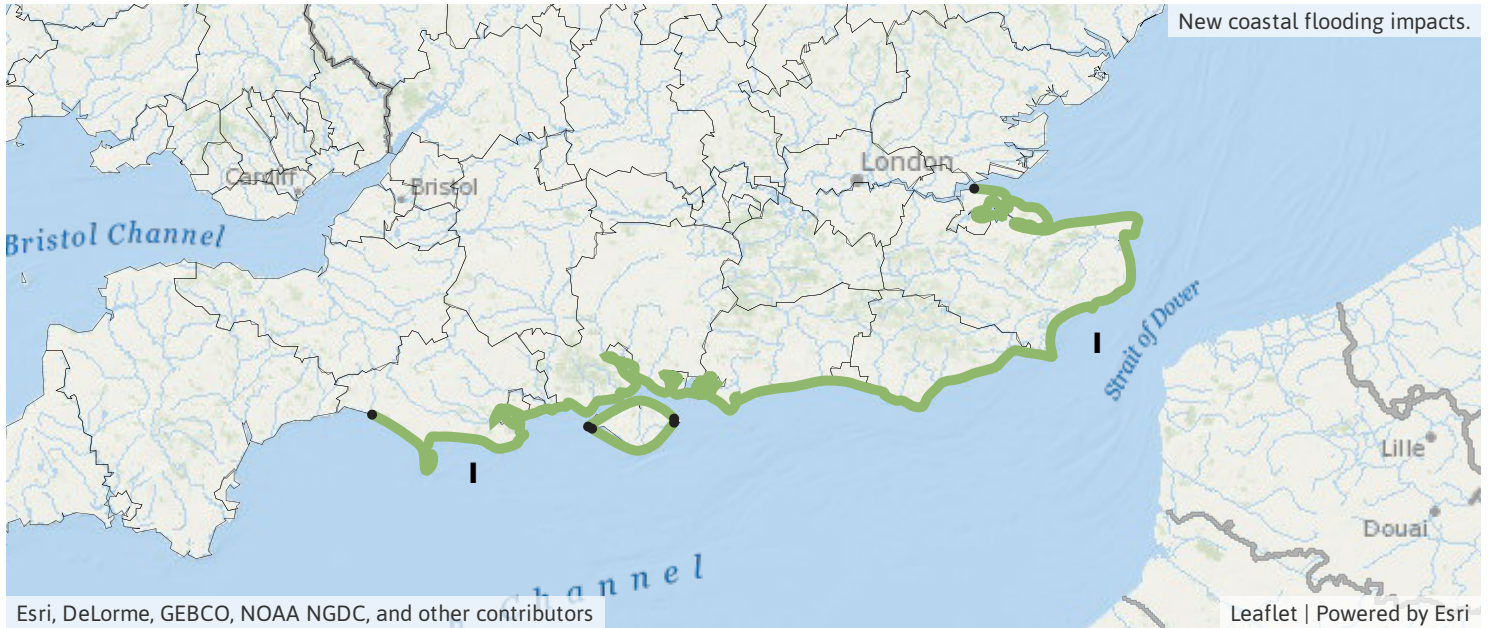 New coastal flooding impacts.
London
Cardiff
Bristol
Bristol Channel
Strait of Dover
I
Lille
I
Douai
Channel
Esri, DeLorme, GEBCO, NOAA NGDC, and other contributors
Leaflet | Powered by Esri